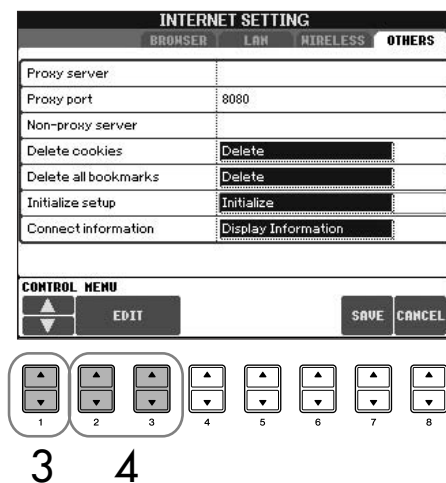 INTERNET SETTING
BROWSER LAN WIRELESS OTHERS
Proxy server
Proxy port 8080
Non-proxy server
Delete cookies Delete
Delete all bookmarks Delete
Initialize setup Initialize
Connect information Display Information
CONTROL MENU
EDIT SAVE CANCEL
1 2 3 4 5 6 7 8
3 4